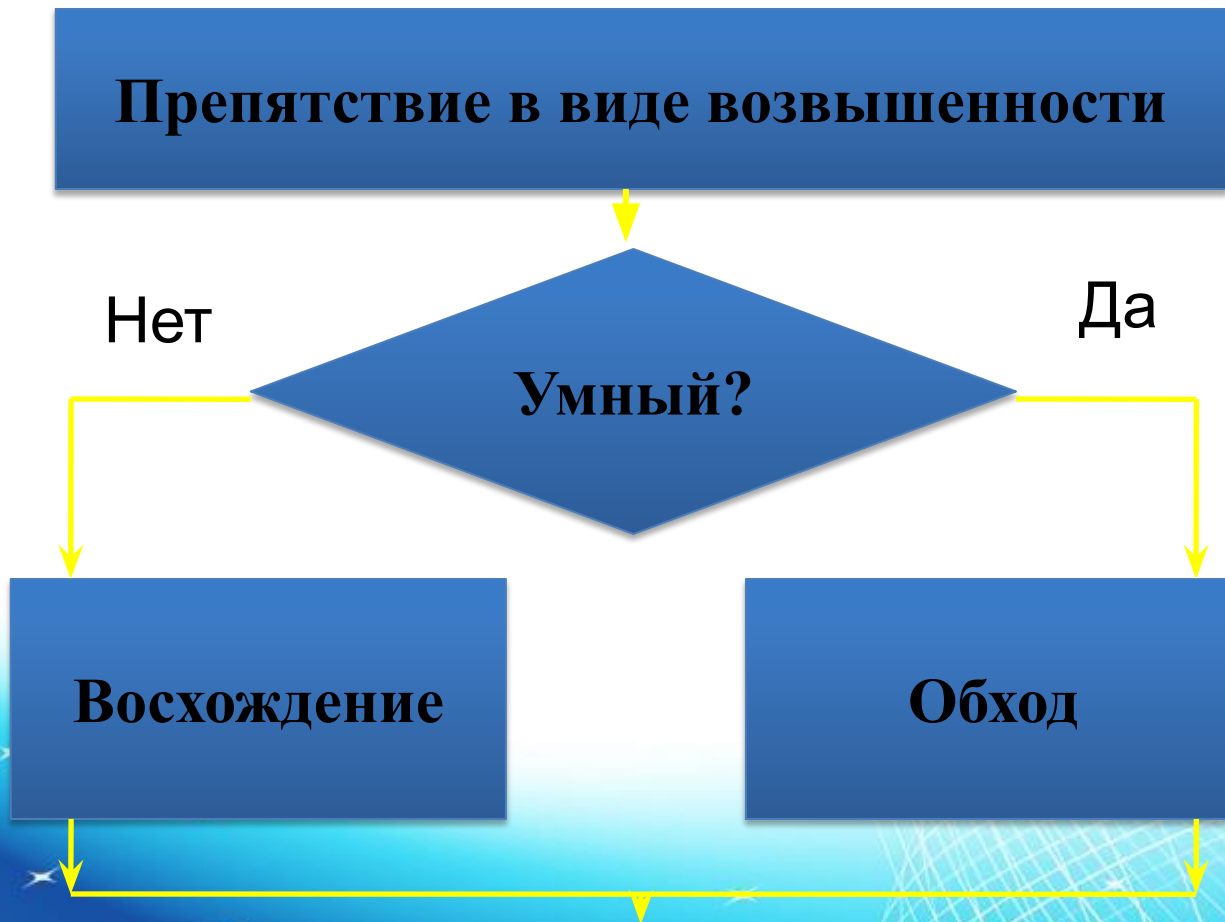 Препятствие в виде возвышенности
Нет
Да
Умный?
Восхождение
Обход